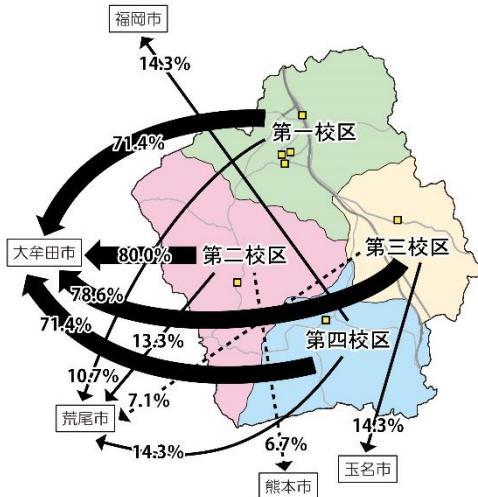 福岡市
14.3%
第一校区
71.4%
第三校区
大牟田市
80.0%
第二校区
78.6%
71.4%
第四校区
13.3%
10.7%
7.1%
荒尾市
14.3%
14.3%
6.7%
玉名市
熊本市